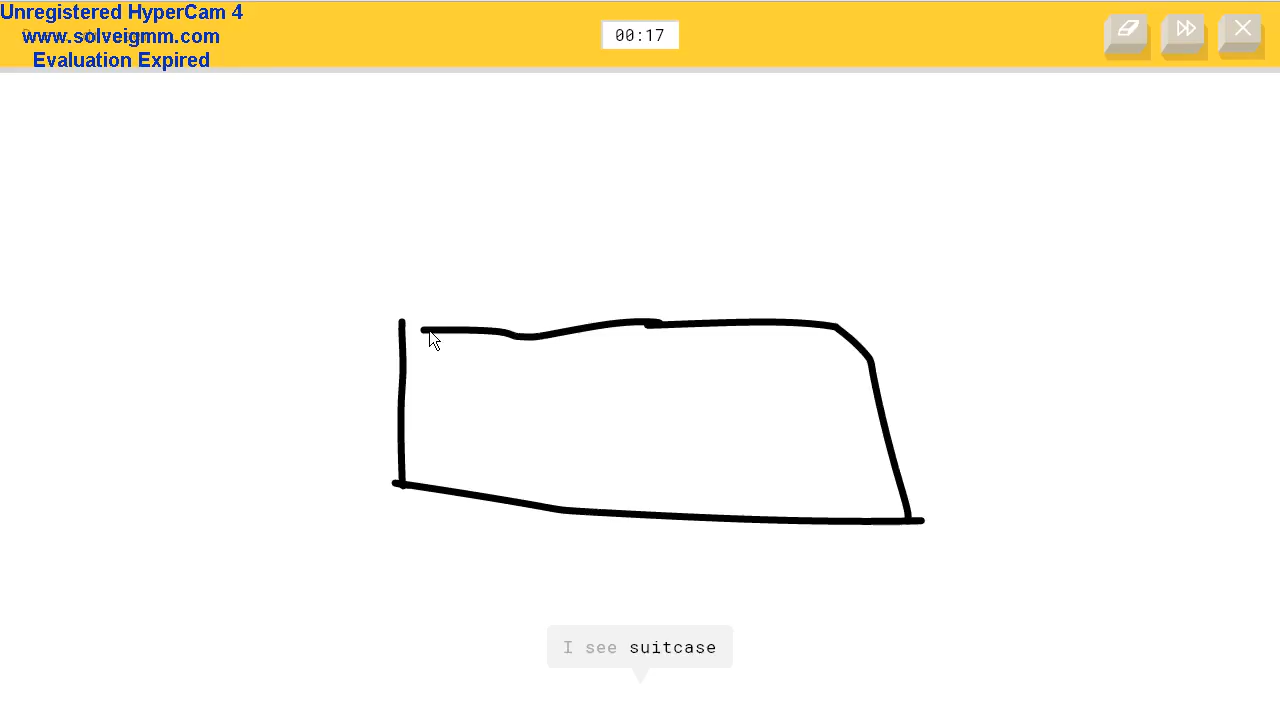 Unregistered HyperCam 4
www.solveigmm.com
Evaluation Expired
00:17
I see suitcase